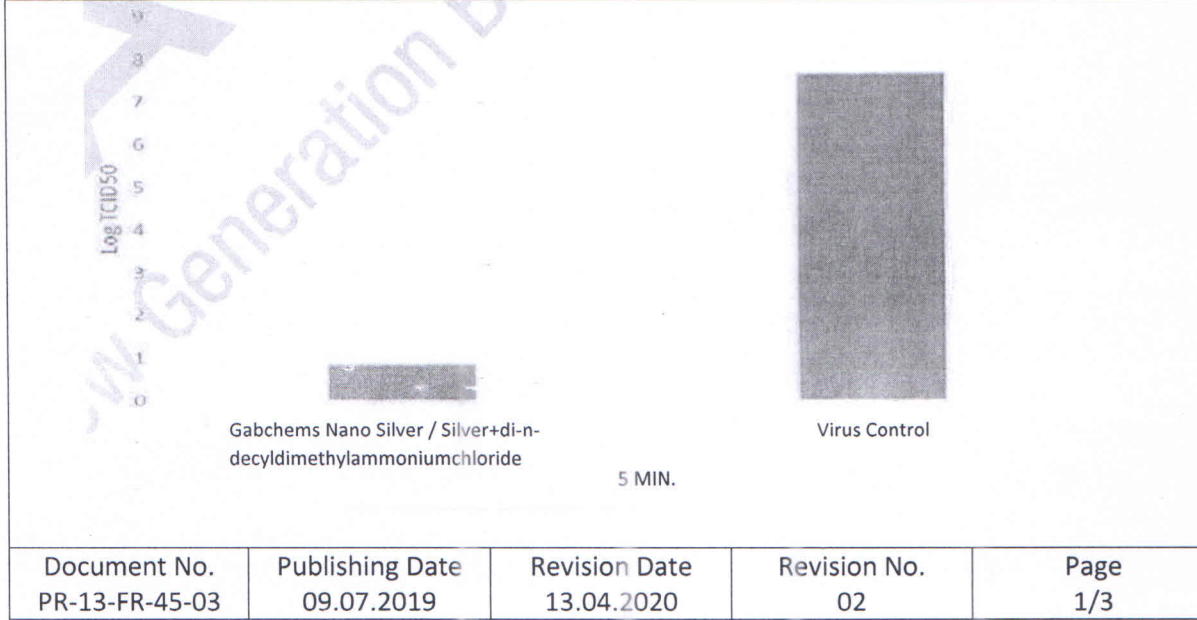 9
8
7
6
5
4
3
2
1
0
Log TCID50
Generation
Gabchems Nano Silver / Silver+di-n-
decyldimethylammoniumchloride
Virus Control
5 MIN.
Document No. Publishing Date Revision Date Revision No. Page
PR-13-FR-45-03 09.07.2019 13.04.2020 02 1/3